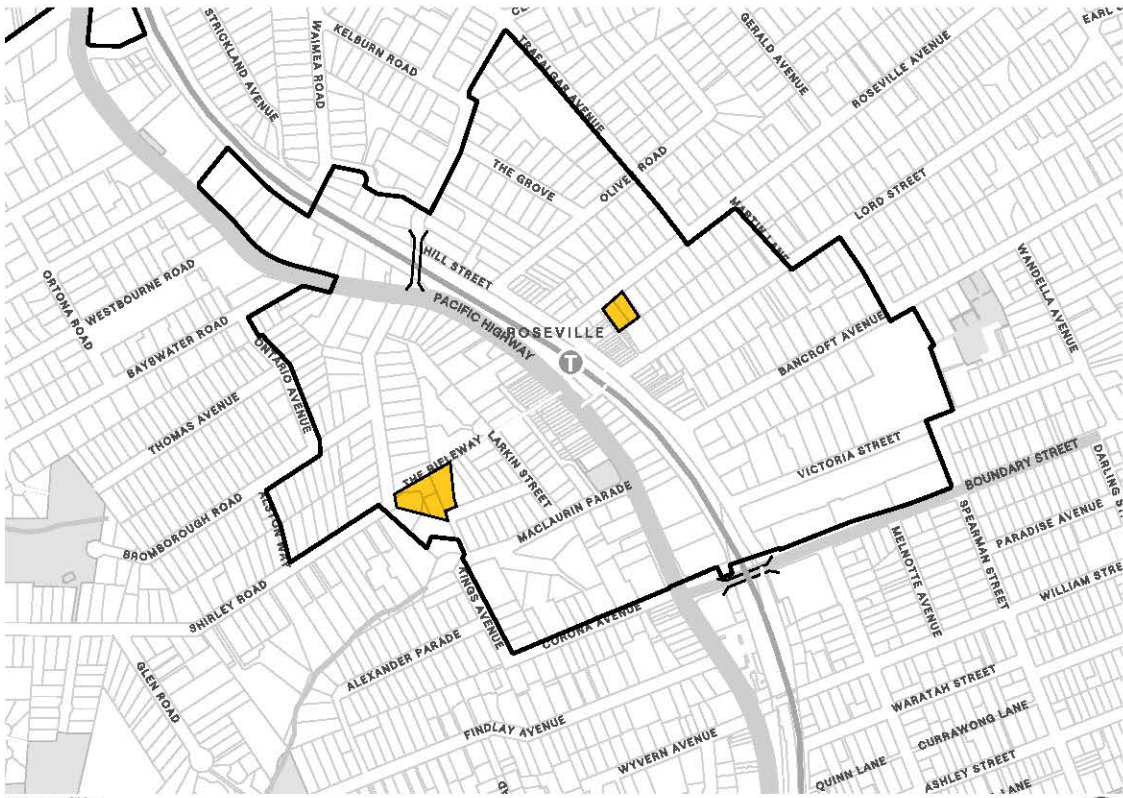 STRICKLAND AVENUE
WAIMEA ROAD
KELBURN ROAD
TRAFALGAR AVENUE
GERALD AVENUE
ROSEVILLE AVENUE
THE GROVE
OLIVER ROAD
MARTIN LANE
LORD STREET
WANDELLA AVENUE
ORTONA ROAD
WESTBOURNE ROAD
HILL STREET
PACIFIC HIGHWAY
ROSEVILLE
T
BAYSWATER ROAD
ONTARIO AVENUE
BANCROFT AVENUE
THOMAS AVENUE
THE RIFLEWAY
LARKIN STREET
VICTORIA STREET
BOUNDARY STREET
MACLAURIN PARADE
BROMBOROUGH ROAD
ALSTON WA
SHIRLEY ROAD
KINGS AVENUE
CORONA AVENUE
MELNOTTE AVENUE
SPEARMAN STREET
PARADISE AVENUE
DARLING ST
WILLIAM STRE
GLEN ROAD
ALEXANDER PARADE
FINDLAY AVENUE
WYVERN AVENUE
WARATAH STREET
CURRAWONG LANE
QUINN LANE
ASHLEY STREET
LANE